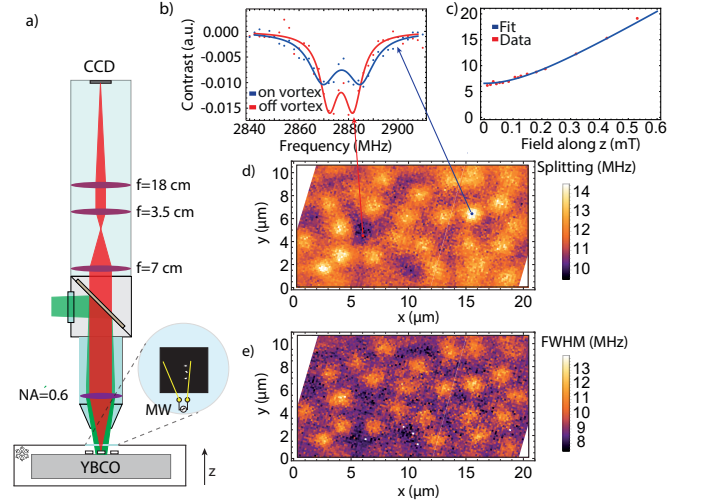 a)
CCD
f=18 cm
f=3.5 cm
f=7 cm
NA=0.6
MW
YBCO
z
b)
Contrast (a.u.)
0.000
-0.005
-0.010
-0.015
on vortex
off vortex
2840 2860 2880 2900
Frequency (MHz)
c)
20
15
10
5
0
Fit
Data
0 0.1 0.2 0.3 0.4 0.5 0.6
Field along z (mT)
d)
y (µm)
10
8
6
4
2
0
0 5 10 15 20
x (µm)
Splitting (MHz)
14
13
12
11
10
e)
y (µm)
10
8
6
4
2
0
0 5 10 15 20
x (µm)
FWHM (MHz)
13
12
11
10
9
8